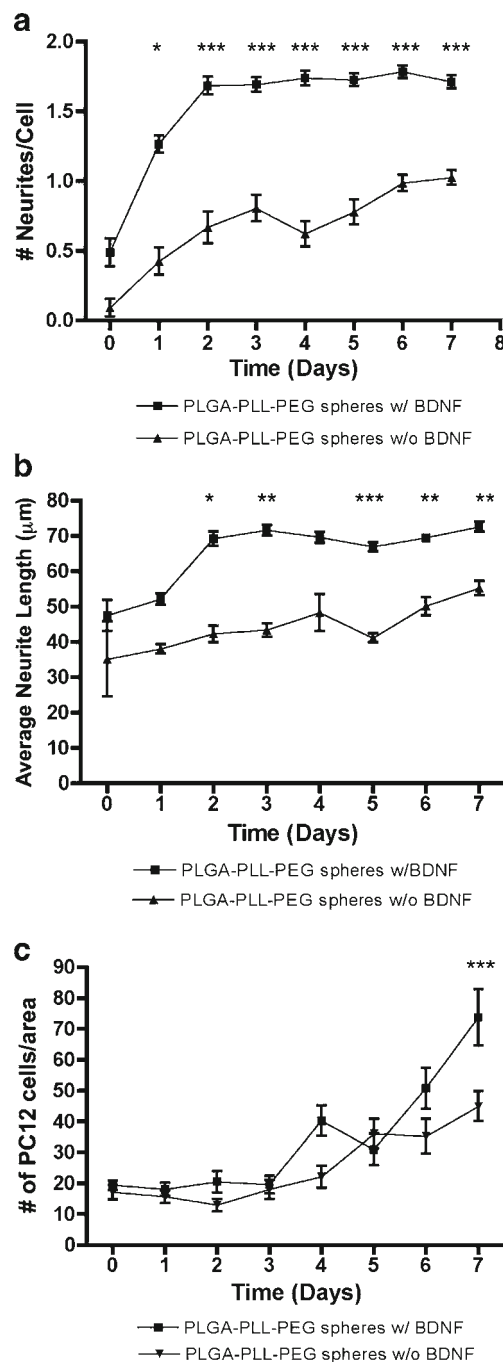 a
* *** *** *** *** *** ***
# Neurites/Cell
2.0
1.5
1.0
0.5
0.0
0 1 2 3 4 5 6 7 8
Time (Days)
PLGA-PLL-PEG spheres w/ BDNF
PLGA-PLL-PEG spheres w/o BDNF
b
* ** *** ** **
Average Neurite Length (μm)
80
70
60
50
40
30
20
10
0
0 1 2 3 4 5 6 7
Time (Days)
PLGA-PLL-PEG spheres w/BDNF
PLGA-PLL-PEG spheres w/o BDNF
c
***
# of PC12 cells/area
90
80
70
60
50
40
30
20
10
0
0 1 2 3 4 5 6 7
Time (Days)
PLGA-PLL-PEG spheres w/ BDNF
PLGA-PLL-PEG spheres w/o BDNF